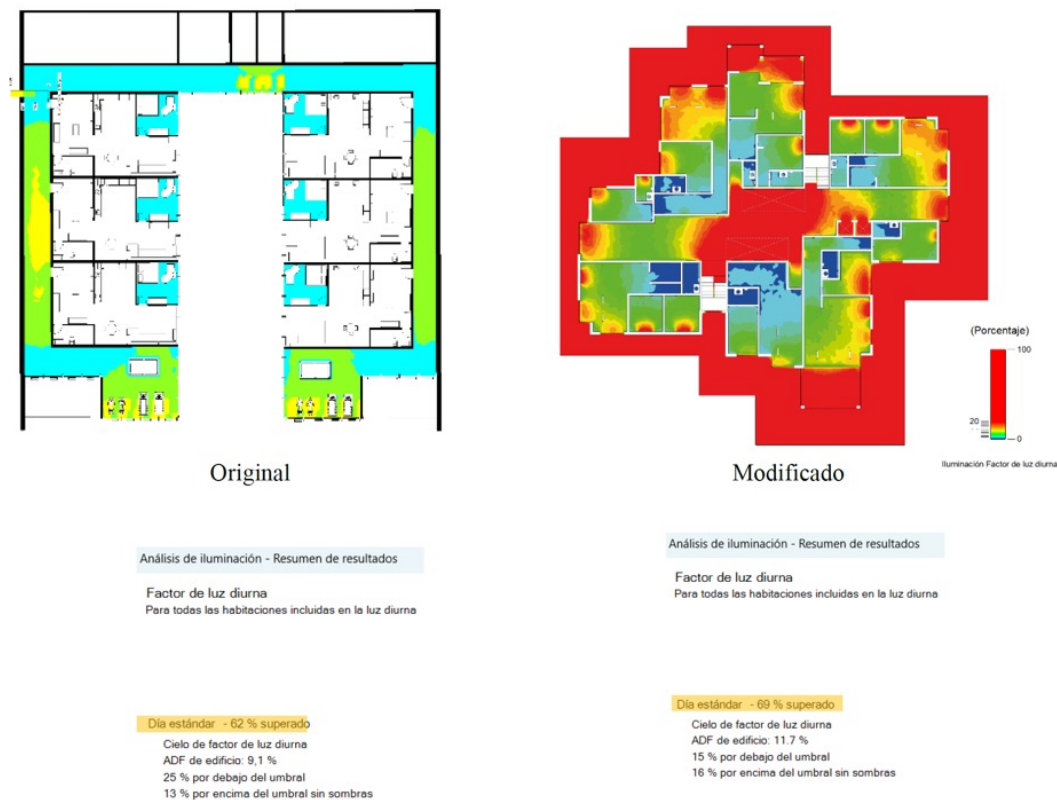 (Porcentaje)
100
20
0
Iluminación Factor de luz diurna
Original
Modificado
Análisis de iluminación - Resumen de resultados
Factor de luz diurna
Para todas las habitaciones incluidas en la luz diurna
Día estándar - 62 % superado
Cielo de factor de luz diurna
ADF de edificio: 9,1 %
25 % por debajo del umbral
13 % por encima del umbral sin sombras
Análisis de iluminación - Resumen de resultados
Factor de luz diurna
Para todas las habitaciones incluidas en la luz diurna
Día estándar - 69 % superado
Cielo de factor de luz diurna
ADF de edificio: 11.7 %
15 % por debajo del umbral
16 % por encima del umbral sin sombras